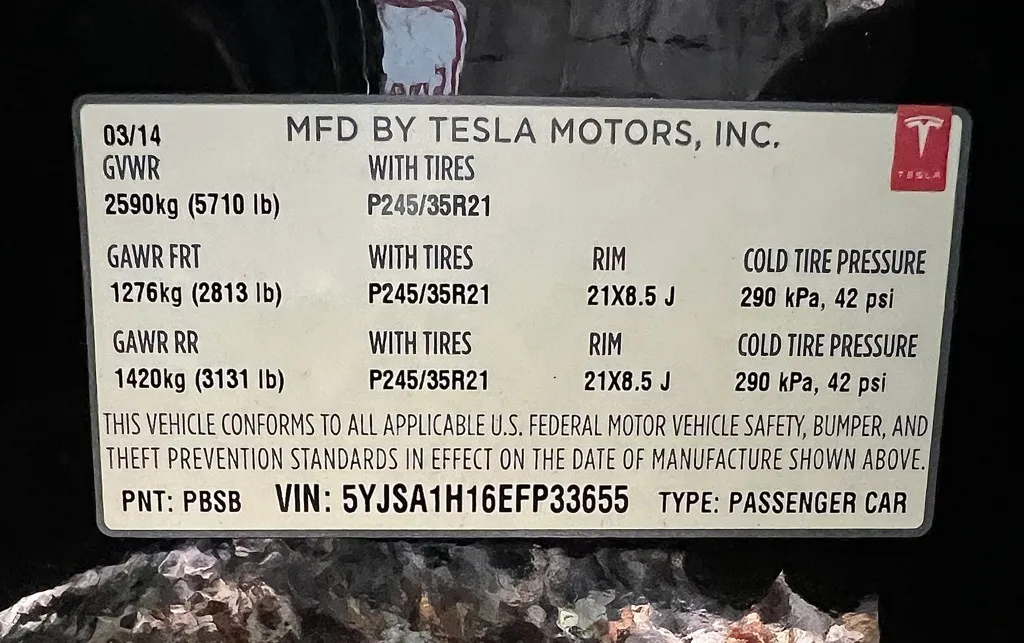 03/14 MFD BY TESLA MOTORS, INC.
TESLA
GVWR WITH TIRES
2590kg (5710 lb) P245/35R21
GAWR FRT WITH TIRES RIM COLD TIRE PRESSURE
1276kg (2813 lb) P245/35R21 21X8.5 J 290 kPa, 42 psi
GAWR RR WITH TIRES RIM COLD TIRE PRESSURE
1420kg (3131 lb) P245/35R21 21X8.5 J 290 kPa, 42 psi
THIS VEHICLE CONFORMS TO ALL APPLICABLE U.S. FEDERAL MOTOR VEHICLE SAFETY, BUMPER, AND
THEFT PREVENTION STANDARDS IN EFFECT ON THE DATE OF MANUFACTURE SHOWN ABOVE.
PNT: PBSB VIN: 5YJSA1H16EFP33655 TYPE: PASSENGER CAR